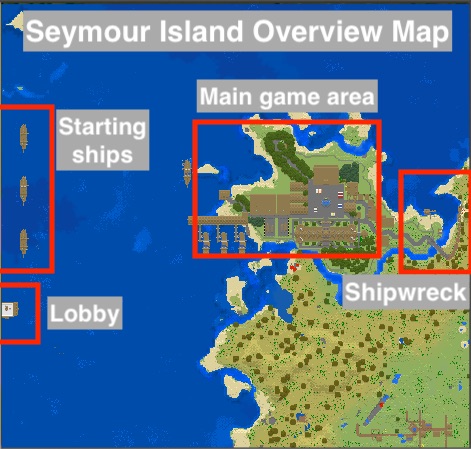 Seymour Island Overview Map
Main game area
Starting
ships
Shipwreck
Lobby